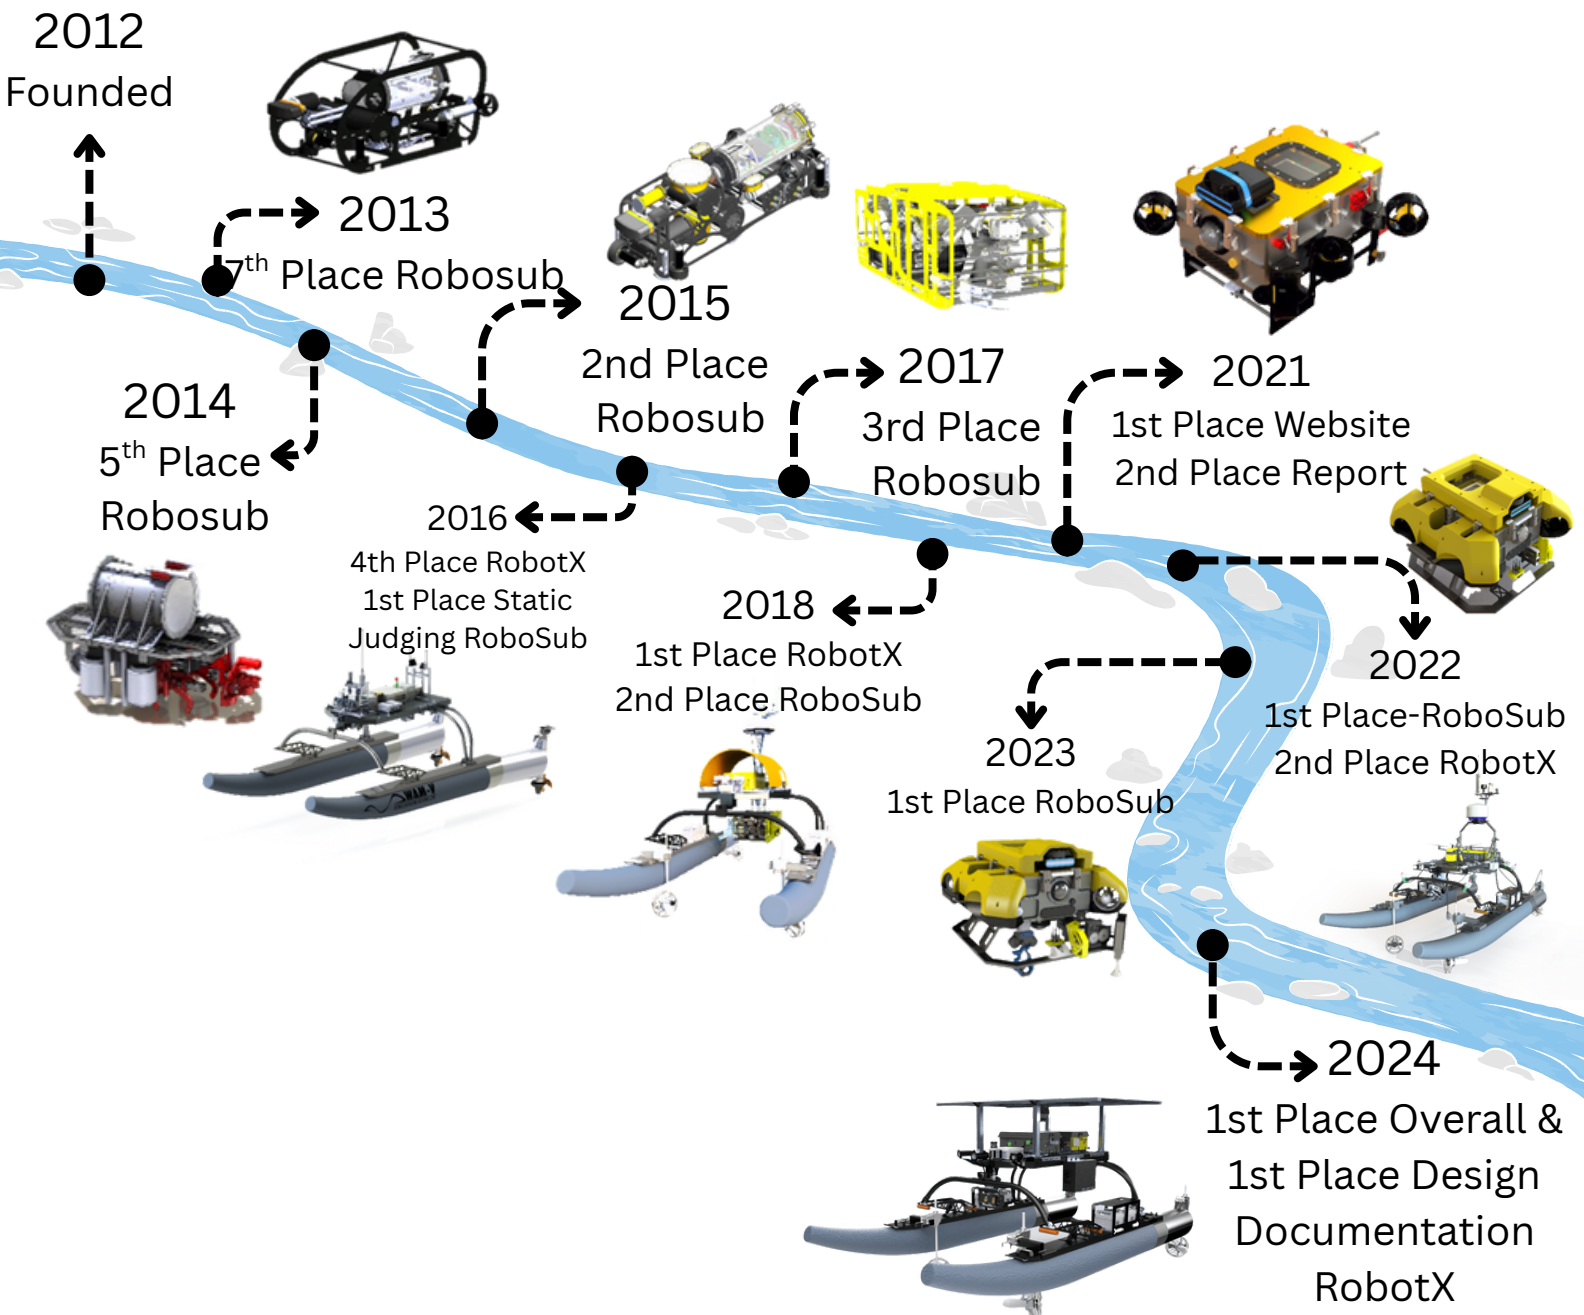 2012
Founded
2013
7th Place Robosub
2014
5th Place
Robosub
2015
2nd Place
Robosub
2016
4th Place RobotX
1st Place Static
Judging RoboSub
2017
3rd Place
Robosub
2018
1st Place RobotX
2nd Place RoboSub
2021
1st Place Website
2nd Place Report
2022
1st Place-RoboSub
2nd Place RobotX
2023
1st Place RoboSub
2024
1st Place Overall &
1st Place Design
Documentation
RobotX
WAM-V